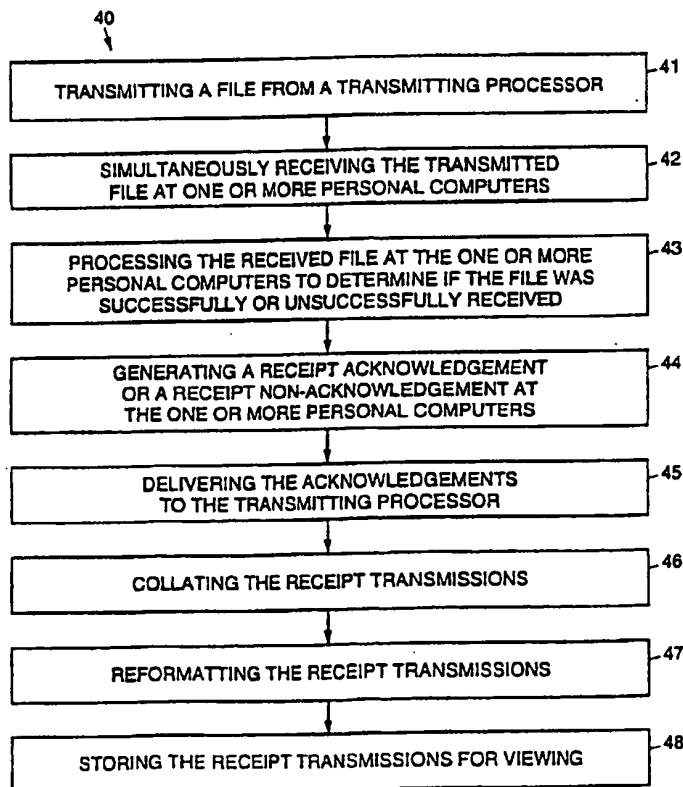 40
TRANSMITTING A FILE FROM A TRANSMITTING PROCESSOR
41
SIMULTANEOUSLY RECEIVING THE TRANSMITTED
FILE AT ONE OR MORE PERSONAL COMPUTERS
42
PROCESSING THE RECEIVED FILE AT THE ONE OR MORE
PERSONAL COMPUTERS TO DETERMINE IF THE FILE WAS
SUCCESSFULLY OR UNSUCCESSFULLY RECEIVED
43
GENERATING A RECEIPT ACKNOWLEDGEMENT
OR A RECEIPT NON-ACKNOWLEDGEMENT AT
THE ONE OR MORE PERSONAL COMPUTERS
44
DELIVERING THE ACKNOWLEDGEMENTS
TO THE TRANSMITTING PROCESSOR
45
COLLATING THE RECEIPT TRANSMISSIONS
46
REFORMATTING THE RECEIPT TRANSMISSIONS
47
STORING THE RECEIPT TRANSMISSIONS FOR VIEWING
48